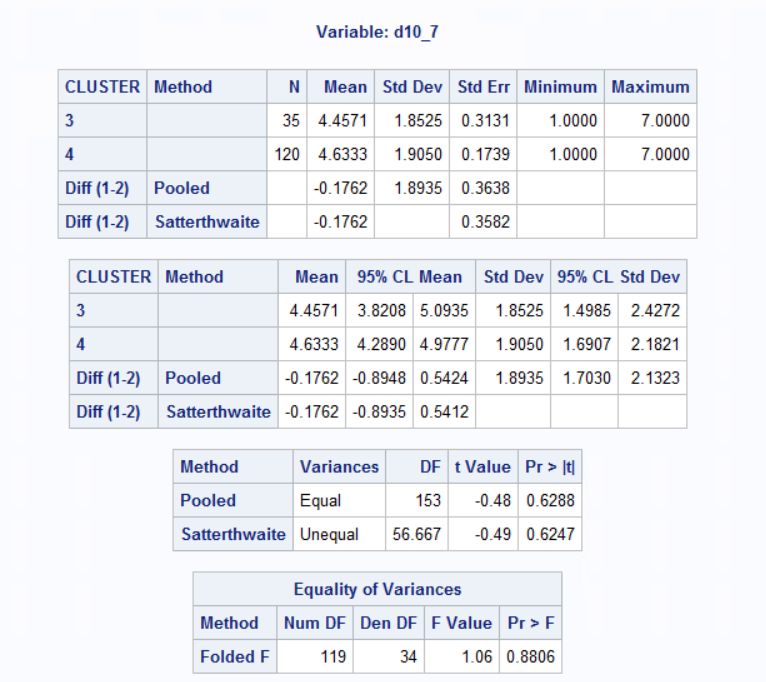 Variable: d10_7
CLUSTER Method N Mean Std Dev Std Err Minimum Maximum
3 35 4.4571 1.8525 0.3131 1.0000 7.0000
4 120 4.6333 1.9050 0.1739 1.0000 7.0000
Diff (1-2) Pooled -0.1762 1.8935 0.3638
Diff (1-2) Satterthwaite -0.1762 0.3582
CLUSTER Method Mean 95% CL Mean Std Dev 95% CL Std Dev
3 4.4571 3.8208 5.0935 1.8525 1.4985 2.4272
4 4.6333 4.2890 4.9777 1.9050 1.6907 2.1821
Diff (1-2) Pooled -0.1762 -0.8948 0.5424 1.8935 1.7030 2.1323
Diff (1-2) Satterthwaite -0.1762 -0.8935 0.5412
Method Variances DF t Value Pr > |t|
Pooled Equal 153 -0.48 0.6288
Satterthwaite Unequal 56.667 -0.49 0.6247
Equality of Variances
Method Num DF Den DF F Value Pr > F
Folded F 119 34 1.06 0.8806